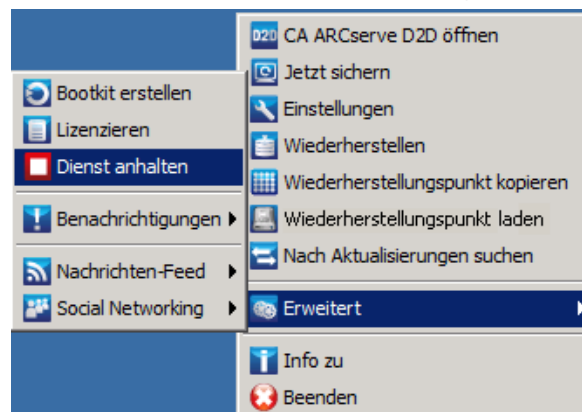 D2D CA ARCserve D2D öffnen
Jetzt sichern
Einstellungen
Wiederherstellen
Wiederherstellungspunkt kopieren
Wiederherstellungspunkt laden
Nach Aktualisierungen suchen
Erweitert
Info zu
Beenden
Bootkit erstellen
Lizenzieren
Dienst anhalten
Benachrichtigungen
Nachrichten-Feed
Social Networking